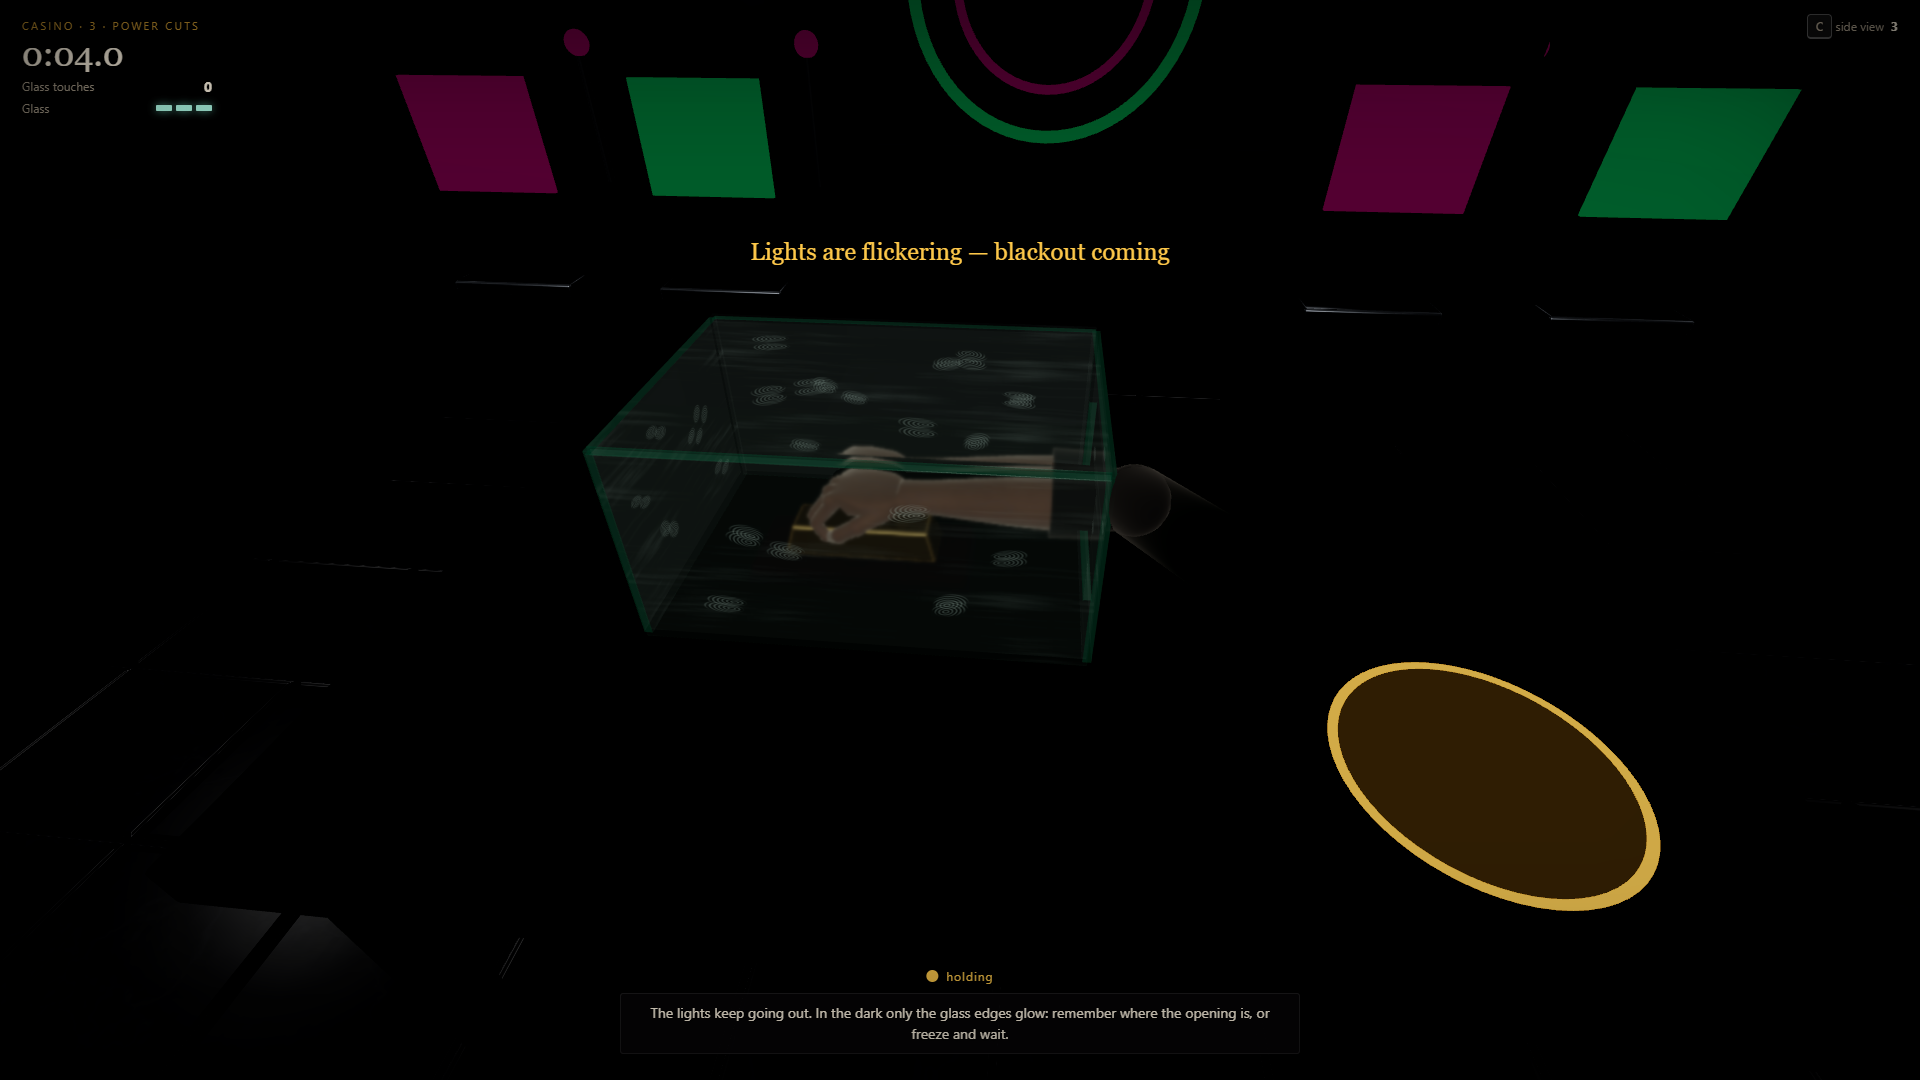 CASINO · 3 · POWER CUTS
0:04.0
Glass touches 0
Glass
C side view 3
Lights are flickering — blackout coming
holding
The lights keep going out. In the dark only the glass edges glow: remember where the opening is, or
freeze and wait.